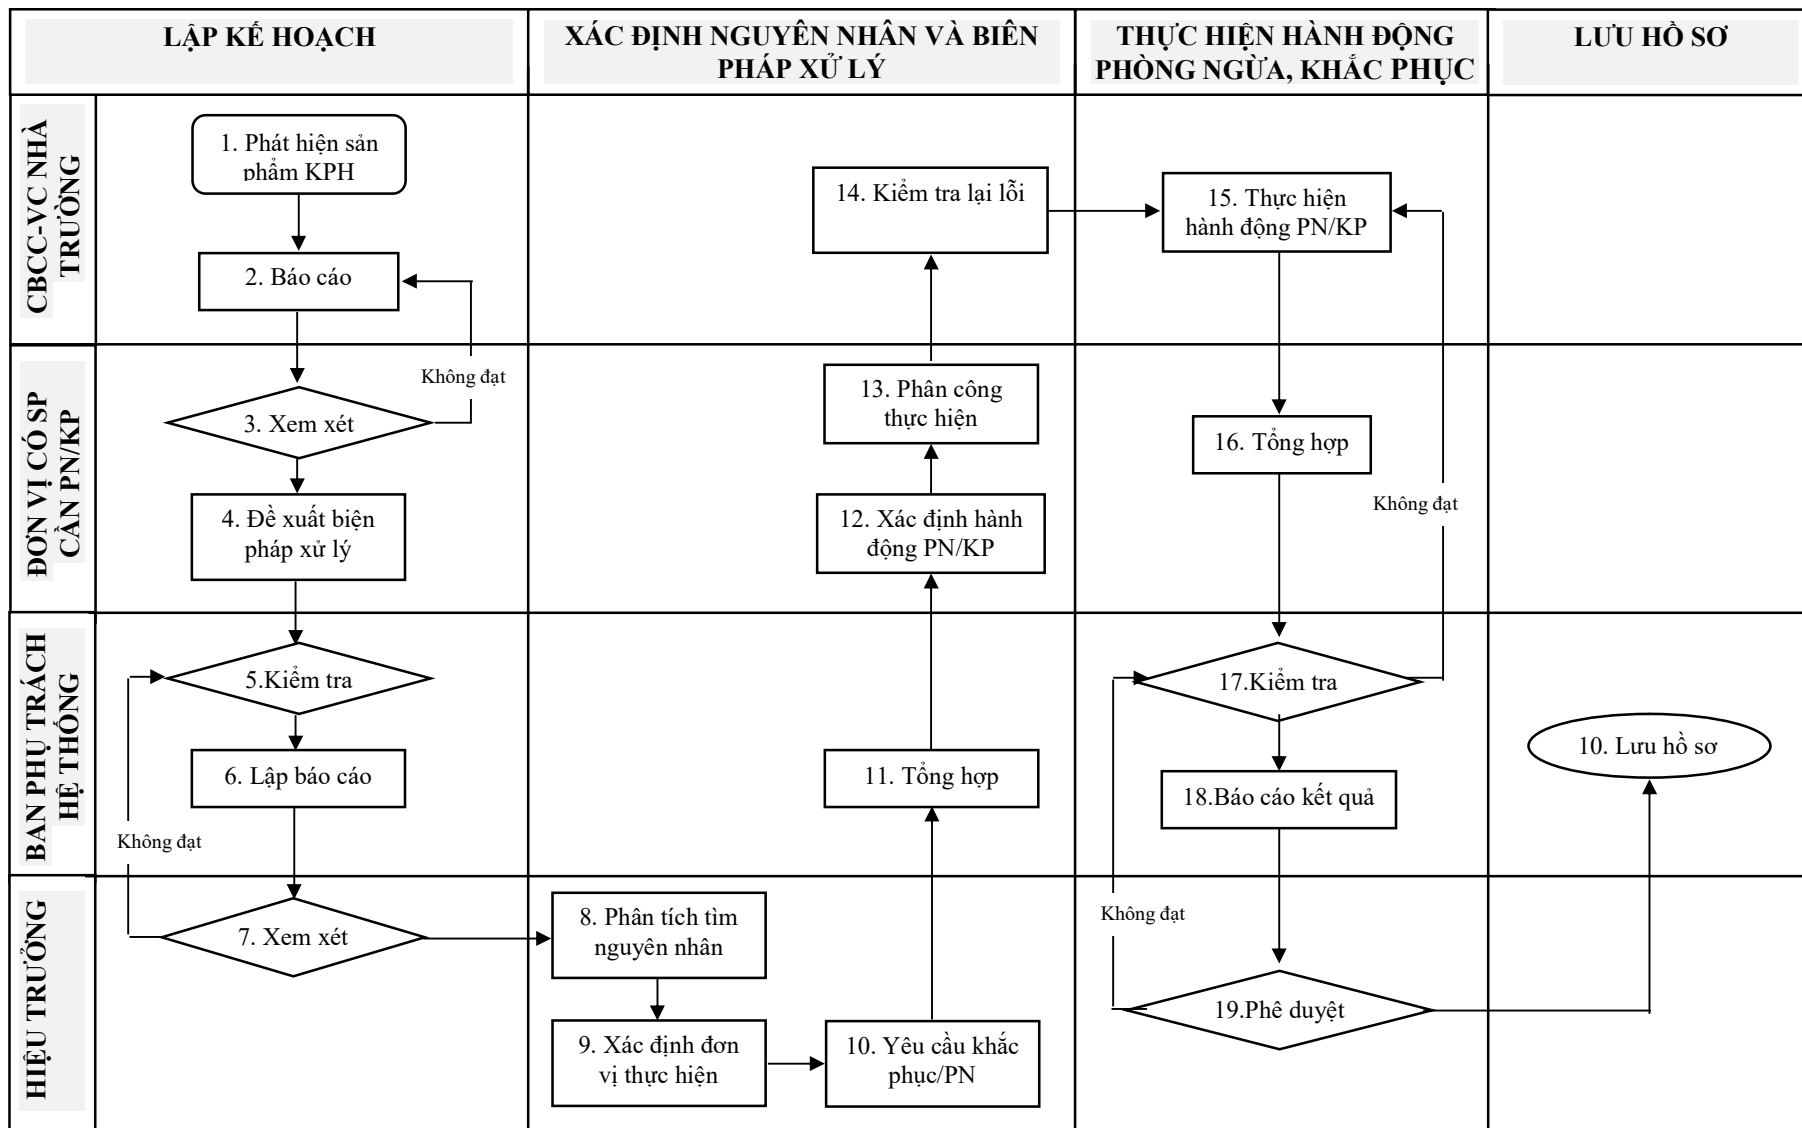 LẬP KẾ HOẠCH
XÁC ĐỊNH NGUYÊN NHÂN VÀ BIÊN
PHÁP XỬ LÝ
THỰC HIỆN HÀNH ĐỘNG
PHÒNG NGỪA, KHẮC PHỤC
LƯU HỒ SƠ
CBCC-VC NHÀ
TRƯỜNG
1. Phát hiện sản
phẩm KPH
2. Báo cáo
14. Kiểm tra lại lỗi
15. Thực hiện
hành động PN/KP
ĐƠN VỊ CÓ SP
CẦN PN/KP
Không đạt
3. Xem xét
4. Đề xuất biện
pháp xử lý
13. Phân công
thực hiện
12. Xác định hành
động PN/KP
16. Tổng hợp
Không đạt
BAN PHỤ TRÁCH
HỆ THỐNG
5.Kiểm tra
6. Lập báo cáo
Không đạt
11. Tổng hợp
17.Kiểm tra
18.Báo cáo kết quả
10. Lưu hồ sơ
HIỆU TRƯỞNG
7. Xem xét
8. Phân tích tìm
nguyên nhân
9. Xác định đơn
vị thực hiện
10. Yêu cầu khắc
phục/PN
Không đạt
19.Phê duyệt